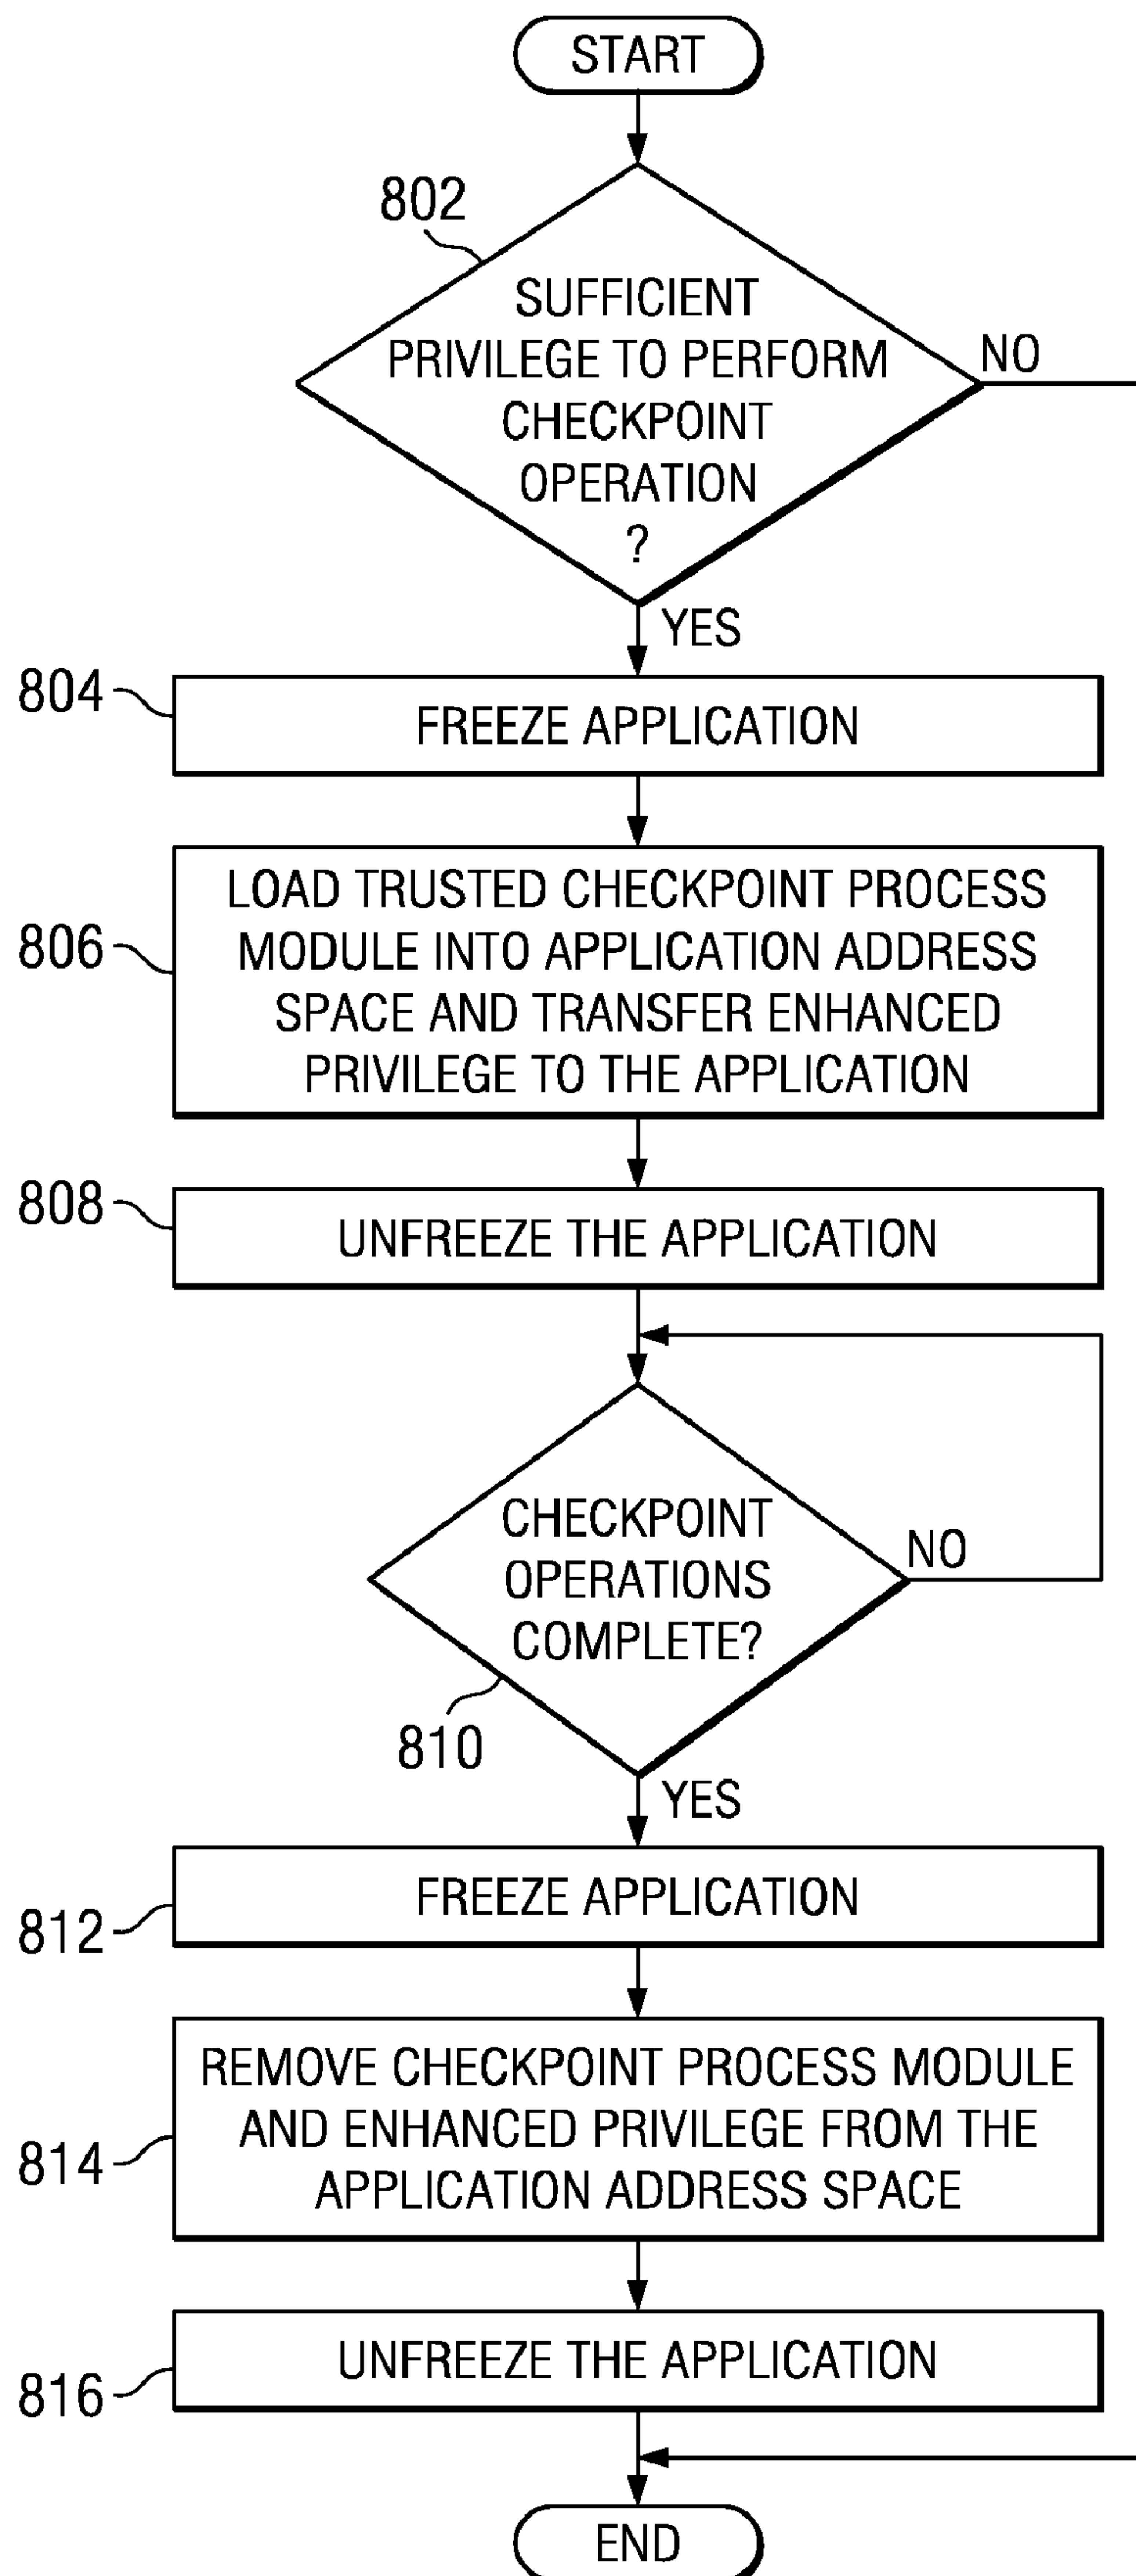 START
802
SUFFICIENT
PRIVILEGE TO PERFORM
CHECKPOINT
OPERATION
?
NO
YES
804
FREEZE APPLICATION
806
LOAD TRUSTED CHECKPOINT PROCESS
MODULE INTO APPLICATION ADDRESS
SPACE AND TRANSFER ENHANCED
PRIVILEGE TO THE APPLICATION
808
UNFREEZE THE APPLICATION
CHECKPOINT
OPERATIONS
COMPLETE?
NO
810
YES
812
FREEZE APPLICATION
814
REMOVE CHECKPOINT PROCESS MODULE
AND ENHANCED PRIVILEGE FROM THE
APPLICATION ADDRESS SPACE
816
UNFREEZE THE APPLICATION
END